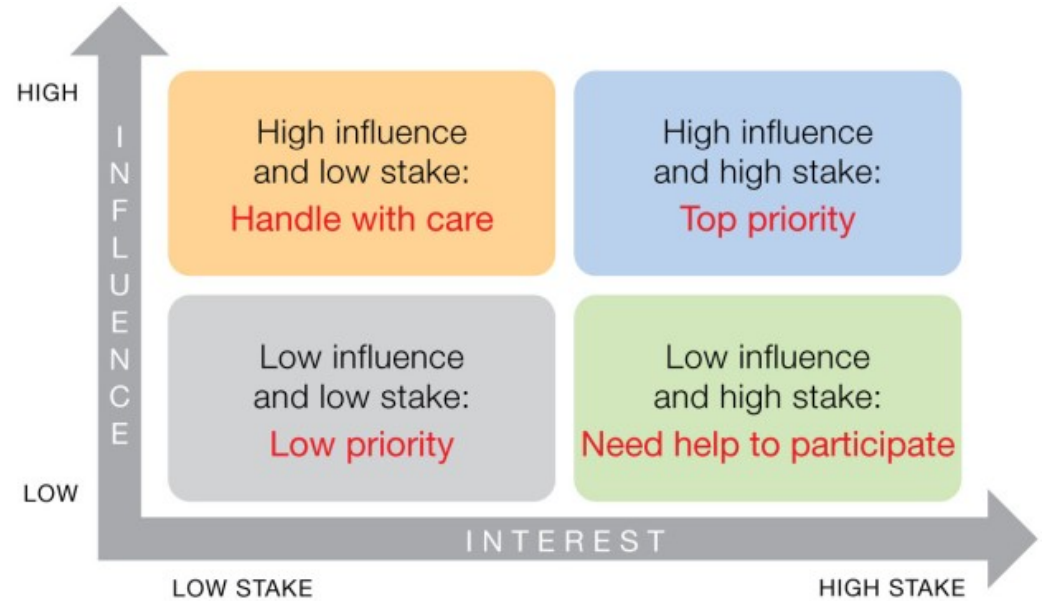 HIGH
INFLUENCE
High influence
and low stake:
Handle with care
High influence
and high stake:
Top priority
Low influence
and low stake:
Low priority
Low influence
and high stake:
Need help to participate
LOW
INTEREST
LOW STAKE
HIGH STAKE